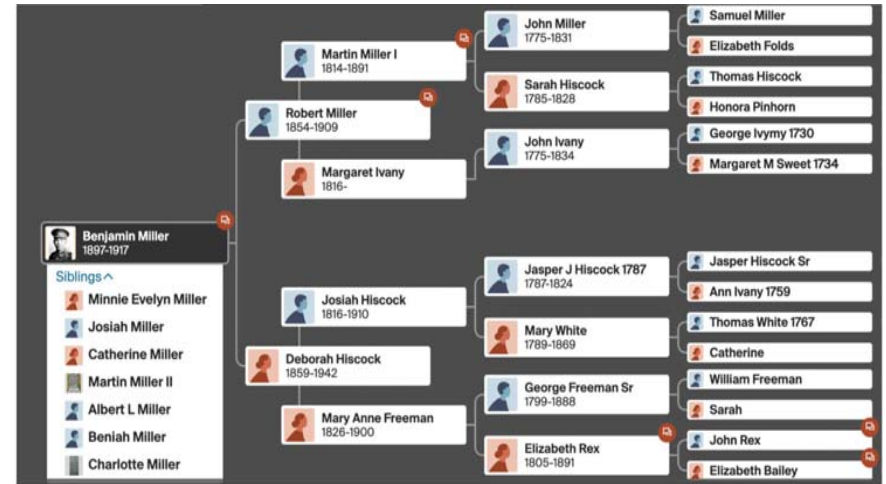 Benjamin Miller
1897-1917
Siblings
Minnie Evelyn Miller
Josiah Miller
Catherine Miller
Martin Miller II
Albert L Miller
Beniah Miller
Charlotte Miller
Robert Miller
1854-1909
Deborah Hiscock
1859-1942
Martin Miller I
1814-1891
Margaret Ivany
1816-
Josiah Hiscock
1816-1910
Mary Anne Freeman
1826-1900
John Miller
1775-1831
Sarah Hiscock
1785-1828
John Ivany
1775-1834
Jasper J Hiscock 1787
1787-1824
Mary White
1789-1869
George Freeman Sr
1799-1888
Elizabeth Rex
1805-1891
Samuel Miller
Elizabeth Folds
Thomas Hiscock
Honora Pinhorn
George Ivymy 1730
Margaret M Sweet 1734
Jasper Hiscock Sr
Ann Ivany 1759
Thomas White 1767
Catherine
William Freeman
Sarah
John Rex
Elizabeth Bailey